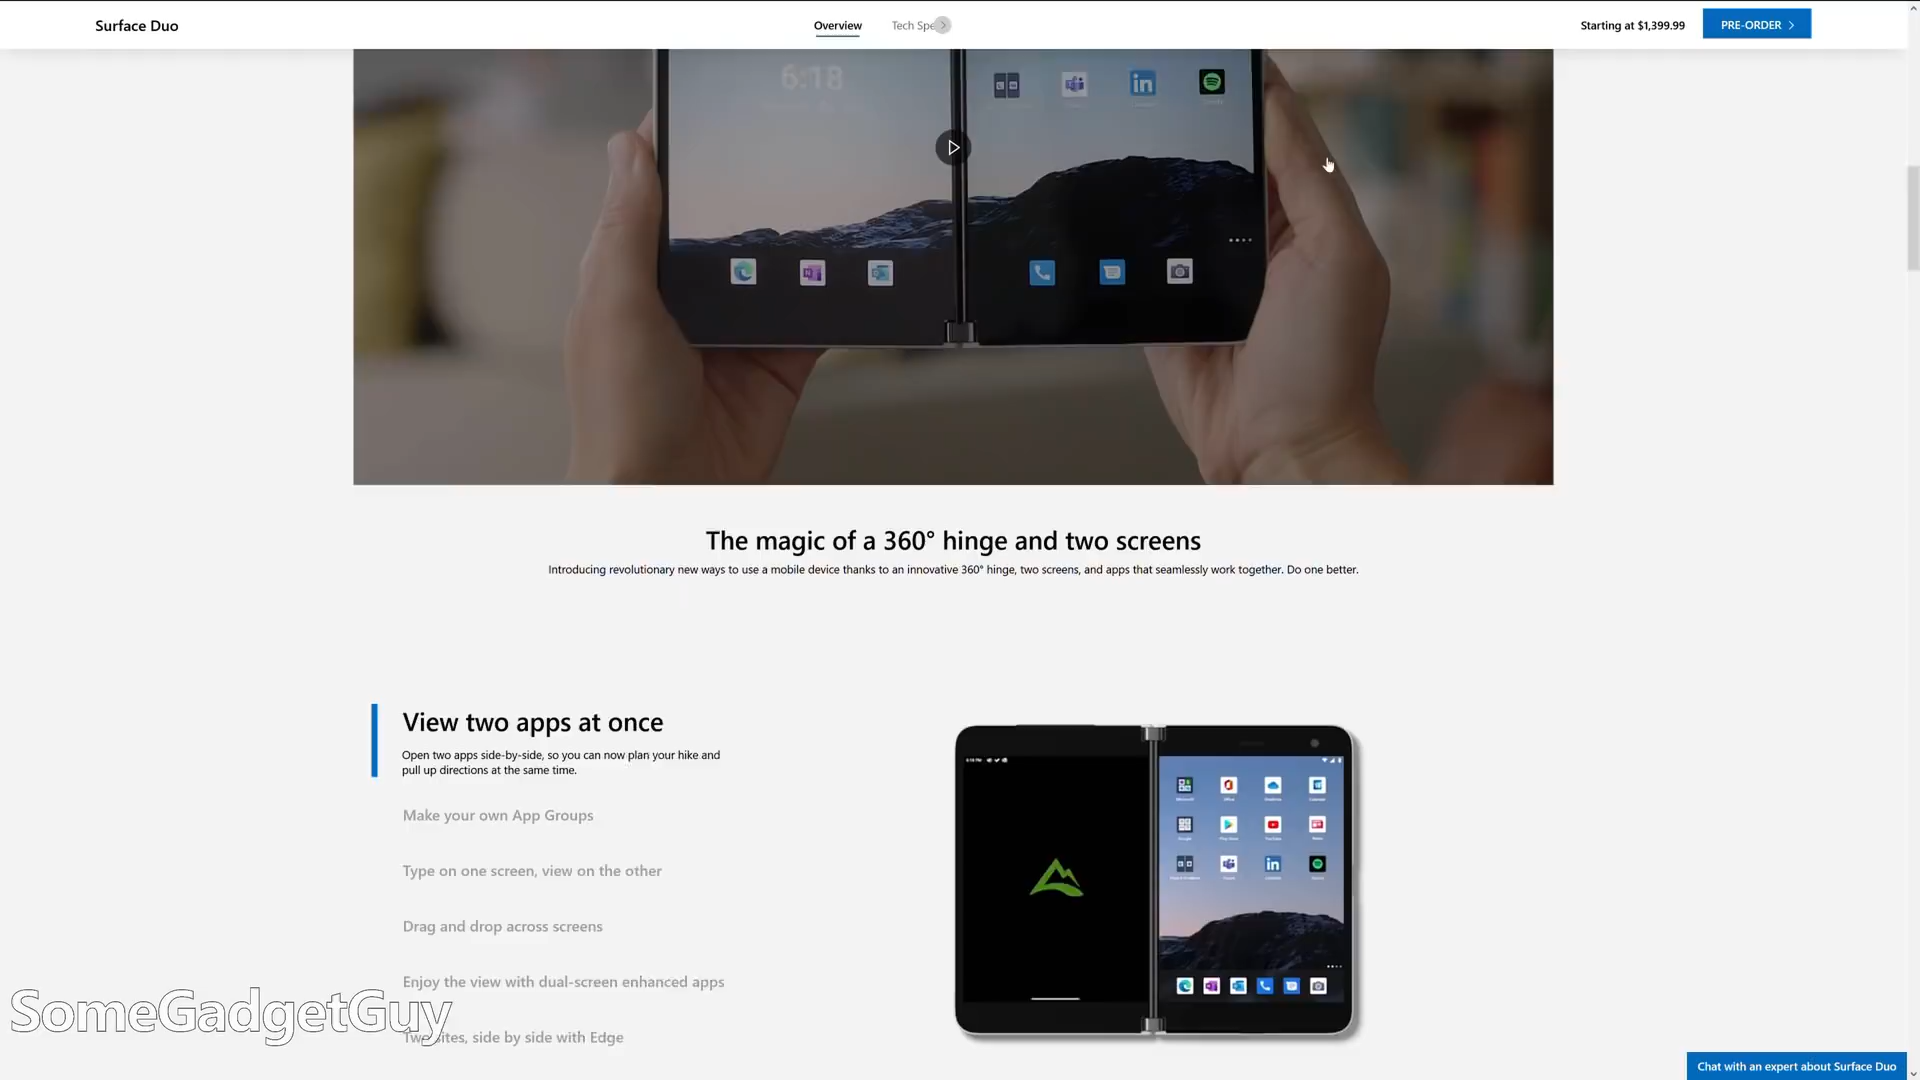 Surface Duo
Overview
Tech Spe
Starting at $1,399.99
PRE-ORDER
6:18
The magic of a 360° hinge and two screens
Introducing revolutionary new ways to use a mobile device thanks to an innovative 360° hinge, two screens, and apps that seamlessly work together. Do one better.
View two apps at once
Open two apps side-by-side, so you can now plan your hike and
pull up directions at the same time.
Make your own App Groups
Type on one screen, view on the other
Drag and drop across screens
Enjoy the view with dual-screen enhanced apps
SomeGadgetGuy
Two sites, side by side with Edge
Chat with an expert about Surface Duo